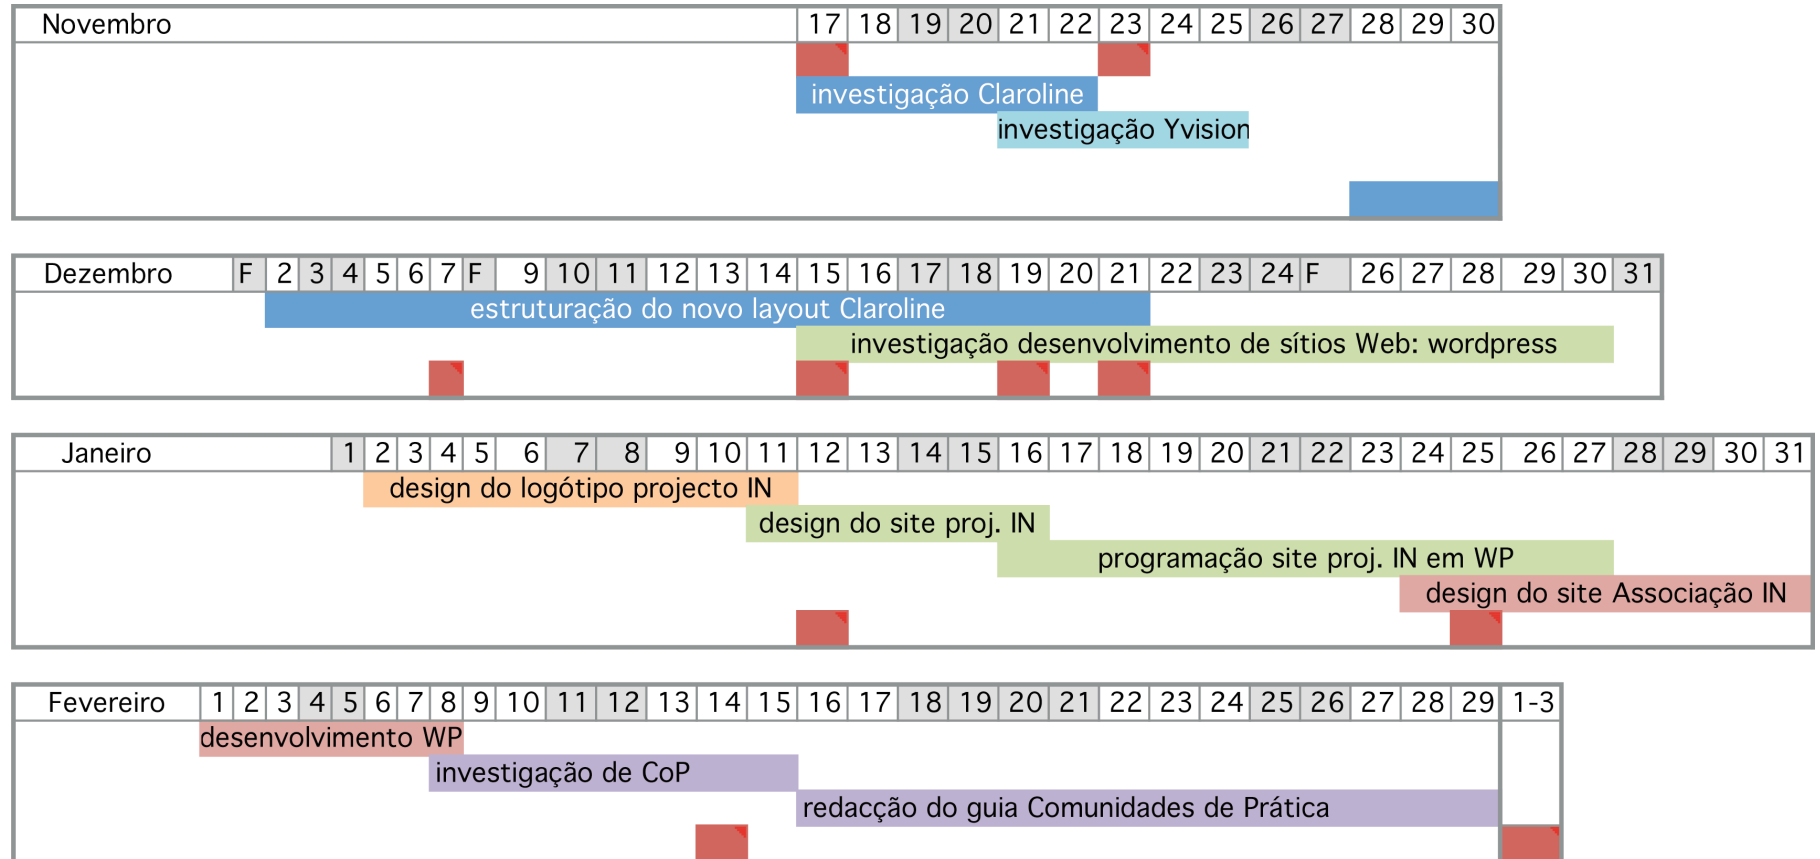 Novembro 17 18 19 20 21 22 23 24 25 26 27 28 29 30
investigação Claroline
investigação Yvision
Dezembro F 2 3 4 5 6 7 F 9 10 11 12 13 14 15 16 17 18 19 20 21 22 23 24 F 26 27 28 29 30 31
estruturação do novo layout Claroline
investigação desenvolvimento de sítios Web: wordpress
Janeiro 1 2 3 4 5 6 7 8 9 10 11 12 13 14 15 16 17 18 19 20 21 22 23 24 25 26 27 28 29 30 31
design do logótipo projecto IN
design do site proj. IN
programação site proj. IN em WP
design do site Associação IN
Fevereiro 1 2 3 4 5 6 7 8 9 10 11 12 13 14 15 16 17 18 19 20 21 22 23 24 25 26 27 28 29 1-3
desenvolvimento WP
investigação de CoP
redacção do guia Comunidades de Prática